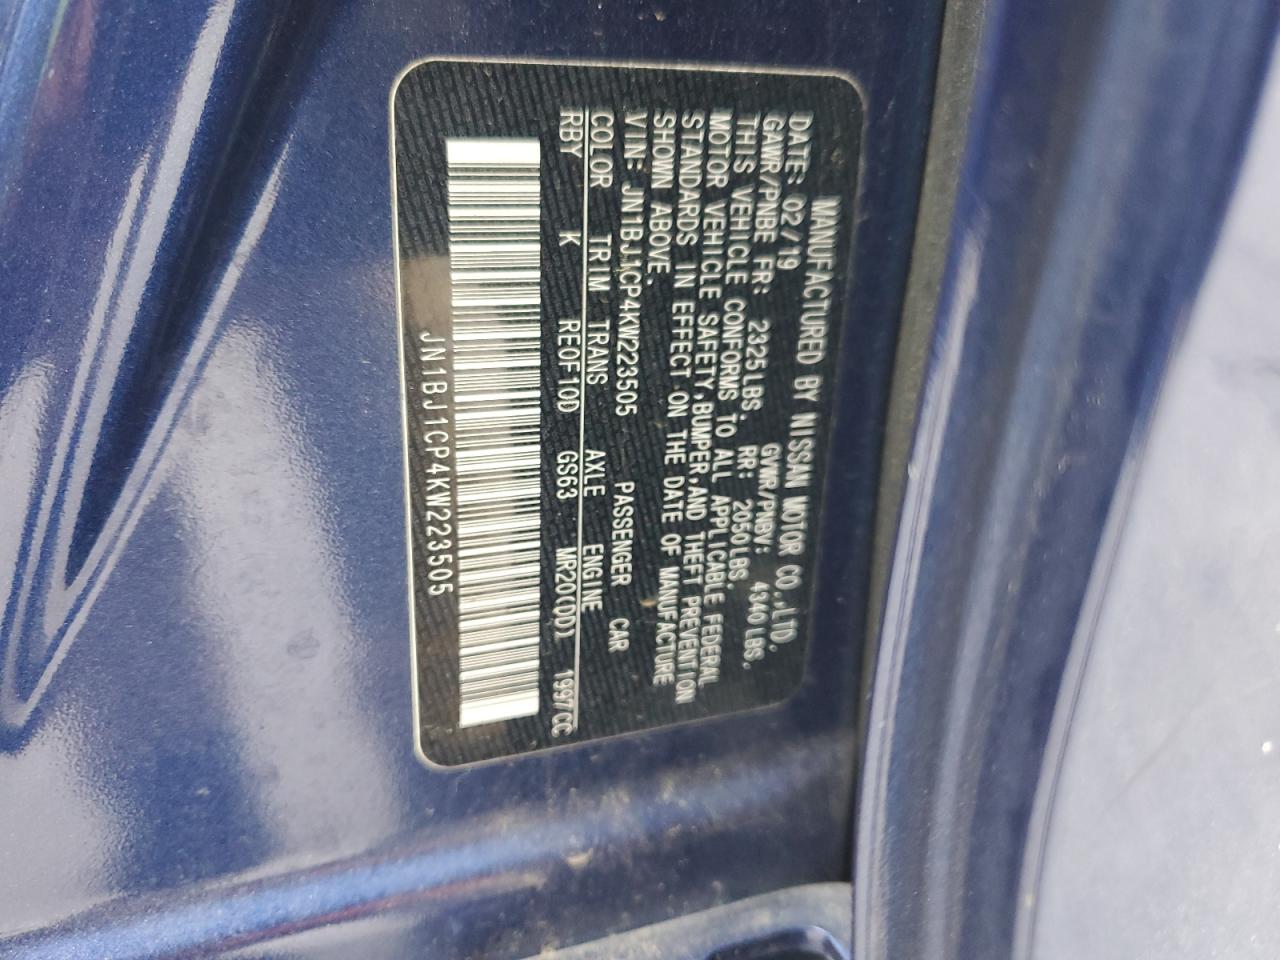 MANUFACTURED BY NISSAN MOTOR CO.,LTD.
DATE: 02/19 GVWR/PNBV: 4340 LBS.
GAWR/PNBE FR: 2325LBS. RR: 2050LBS.
THIS VEHICLE CONFORMS TO ALL APPLICABLE FEDERAL
MOTOR VEHICLE SAFETY,BUMPER,AND THEFT PREVENTION
STANDARDS IN EFFECT ON THE DATE OF MANUFACTURE
SHOWN ABOVE.
VIN: JN1BJ1CP4KW223505 PASSENGER CAR
COLOR TRIM TRANS AXLE ENGINE
RBY K RE0F10D GS63 MR20(DD) 1997CC
JN1BJ1CP4KW223505